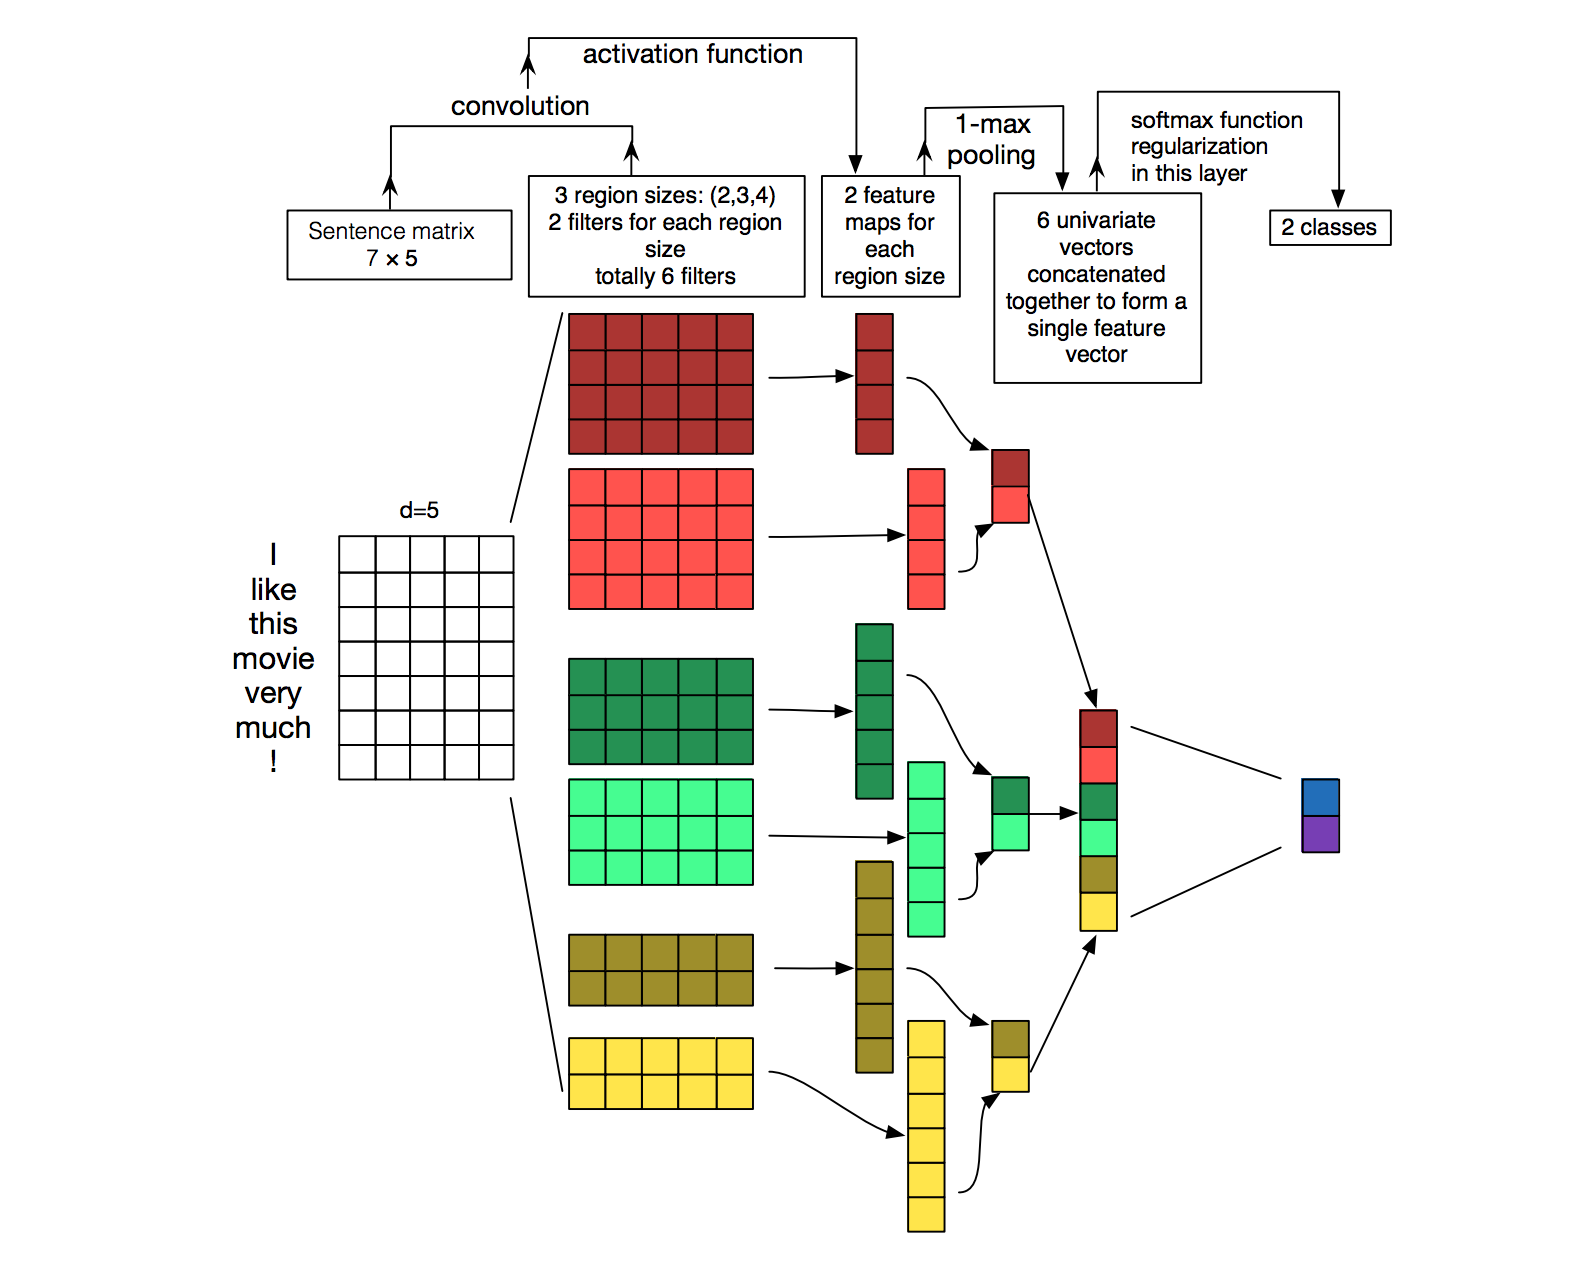 activation function
convolution
1-max
pooling
softmax function
regularization
in this layer
Sentence matrix
7 × 5
3 region sizes: (2,3,4)
2 filters for each region
size
totally 6 filters
2 feature
maps for
each
region size
6 univariate
vectors
concatenated
together to form a
single feature
vector
2 classes
d=5
I
like
this
movie
very
much
!